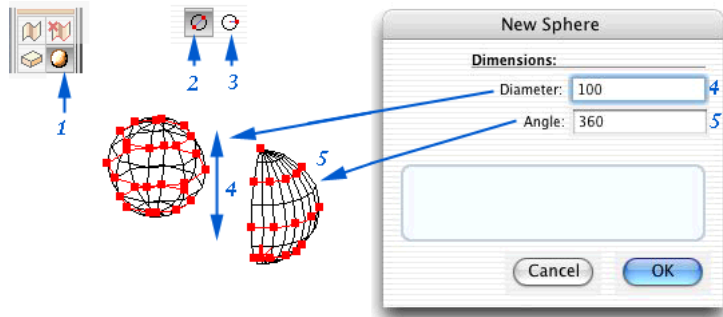 New Sphere
Dimensions:
Diameter: 100 4
Angle: 360 5
Cancel OK
1
2 3
4
5